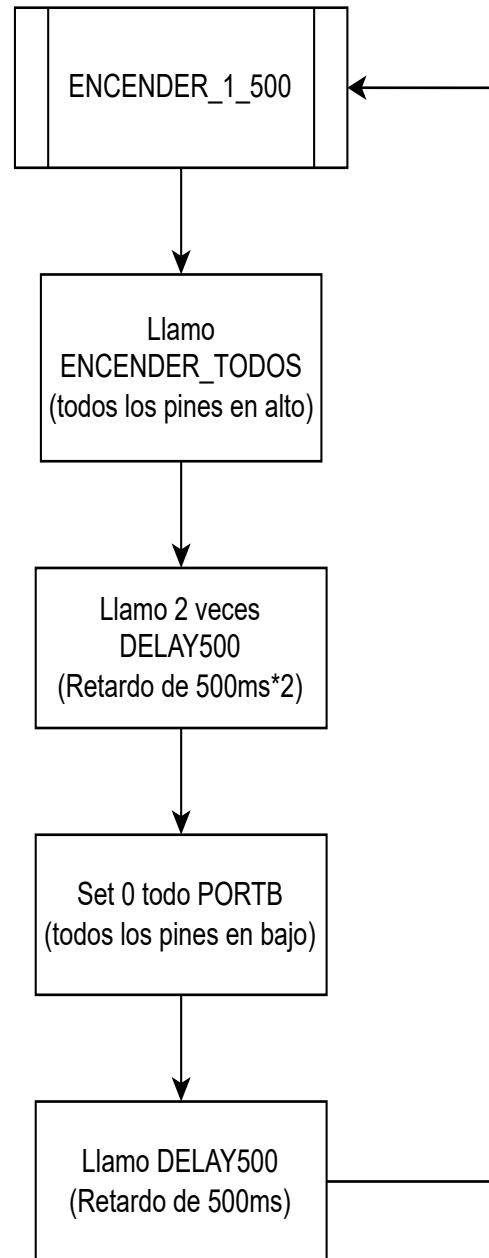 ENCENDER_1_500
Llamo
ENCENDER_TODOS
(todos los pines en alto)
Llamo 2 veces
DELAY500
(Retardo de 500ms*2)
Set 0 todo PORTB
(todos los pines en bajo)
Llamo DELAY500
(Retardo de 500ms)